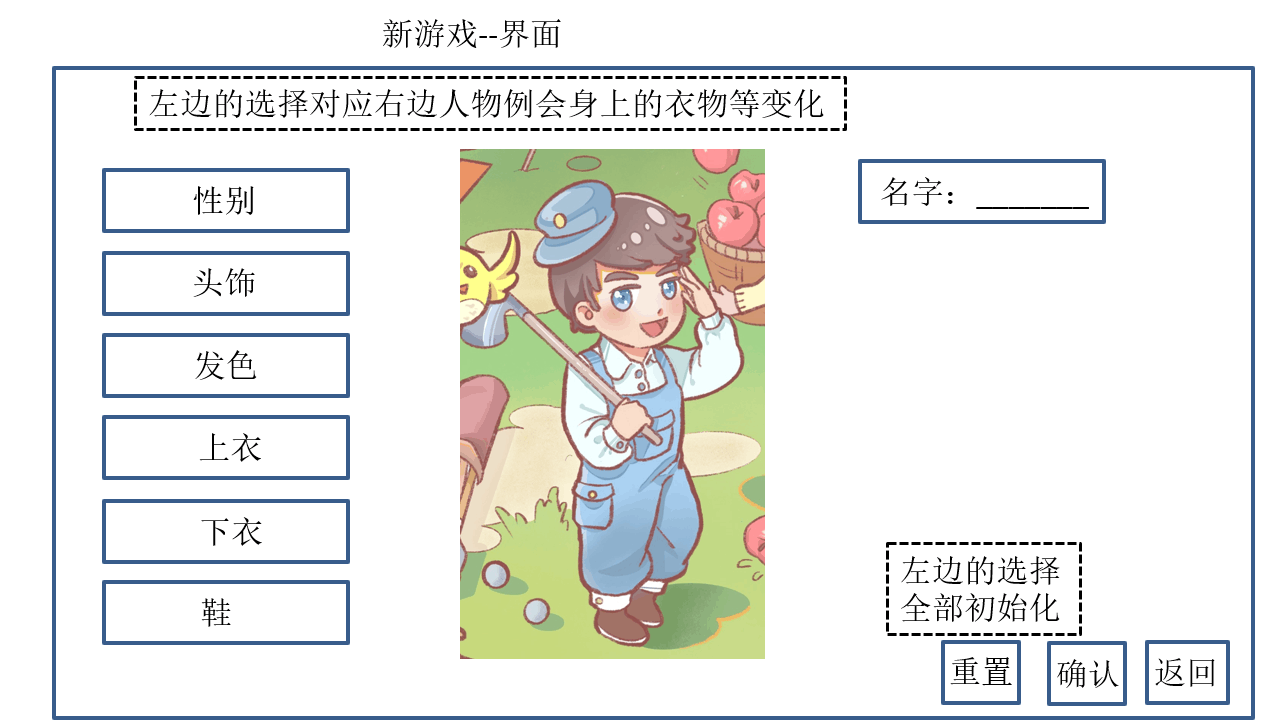 新游戏--界面
左边的选择对应右边人物例会身上的衣物等变化
性别
头饰
发色
上衣
下衣
鞋
名字：_______
左边的选择
全部初始化
重置
确认
返回